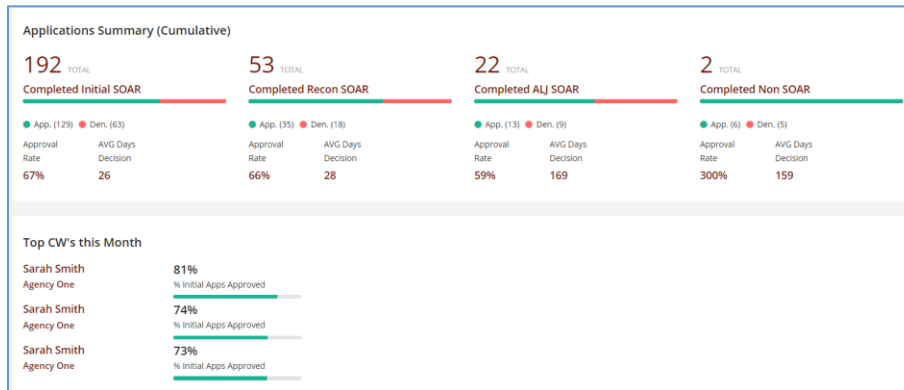 Applications Summary (Cumulative)
192 TOTAL
Completed Initial SOAR
App. (129) Den. (63)
Approval Rate
AVG Days Decision
67% 26
53 TOTAL
Completed Recon SOAR
App. (35) Den. (18)
Approval Rate
AVG Days Decision
66% 28
22 TOTAL
Completed ALJ SOAR
App. (13) Den. (9)
Approval Rate
AVG Days Decision
59% 169
2 TOTAL
Completed Non SOAR
App. (6) Den. (5)
Approval Rate
AVG Days Decision
300% 159
Top CW's this Month
Sarah Smith 81%
Agency One % Initial Apps Approved
Sarah Smith 74%
Agency One % Initial Apps Approved
Sarah Smith 73%
Agency One % Initial Apps Approved